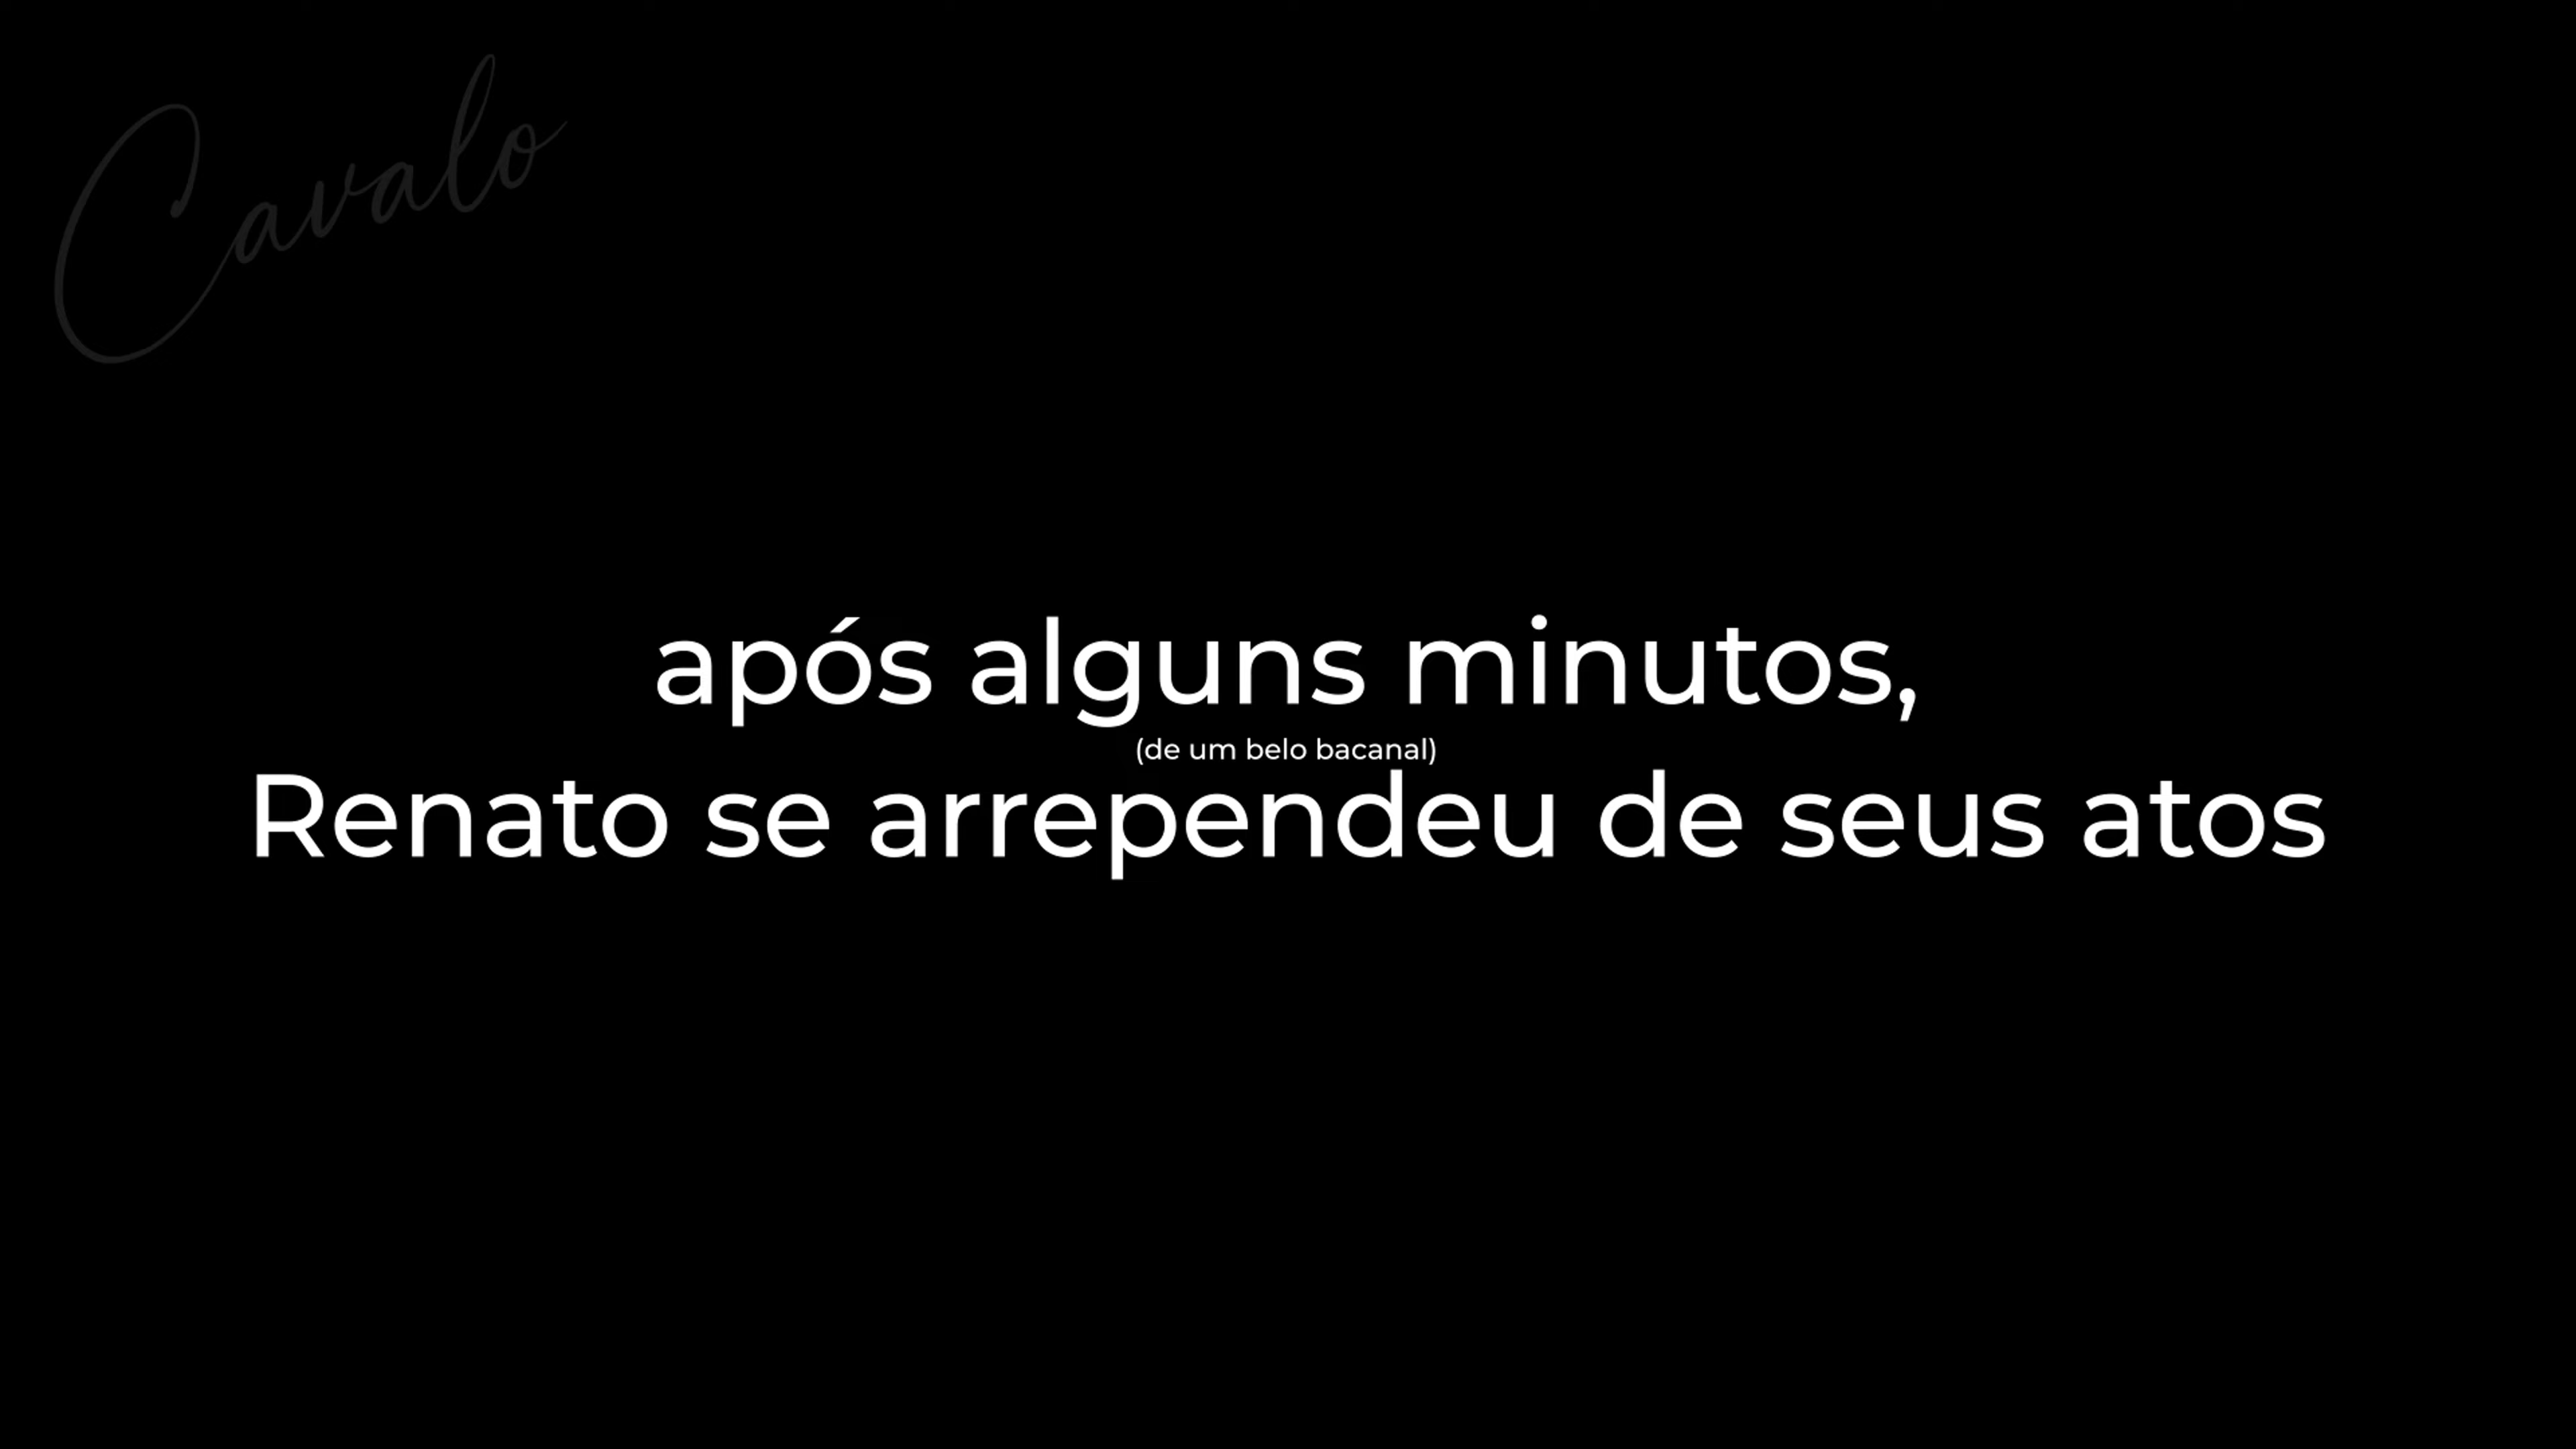 Cavalo
após alguns minutos,
(de um belo bacanal)
Renato se arrependeu de seus atos